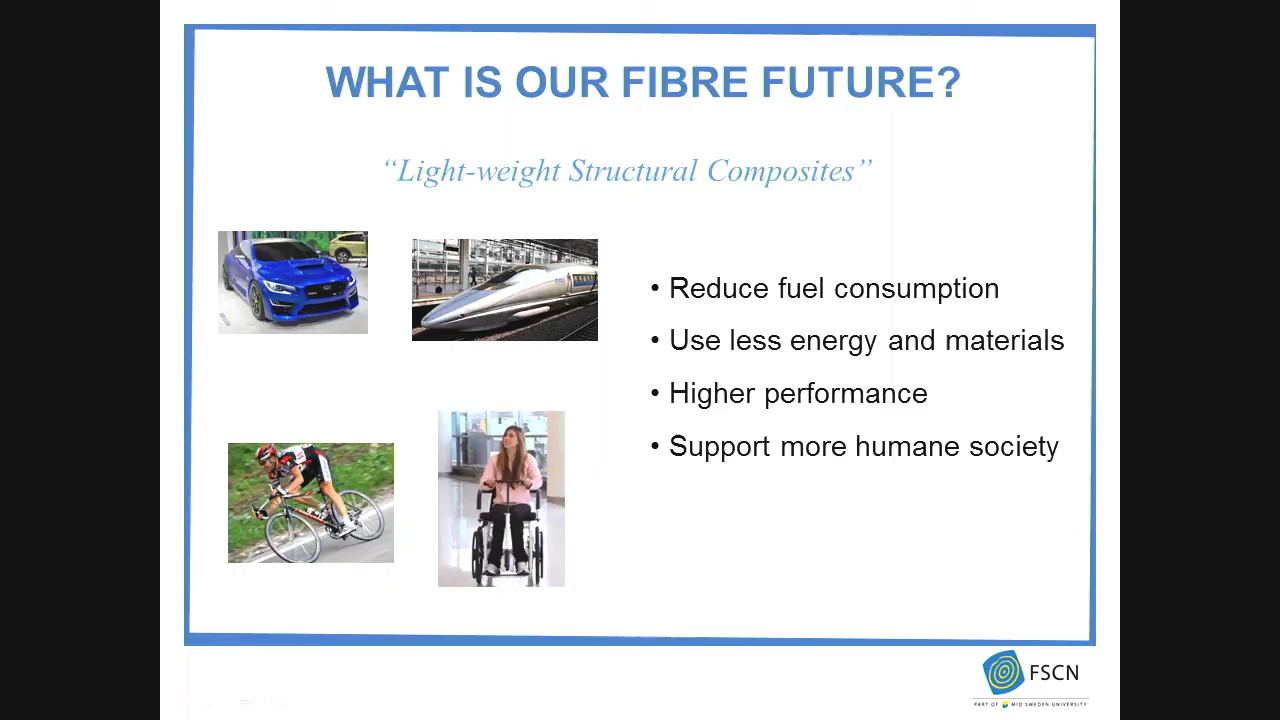 WHAT IS OUR FIBRE FUTURE?
“Light-weight Structural Composites”
• Reduce fuel consumption
• Use less energy and materials
• Higher performance
• Support more humane society
FSCN
PART OF MID SWEDEN UNIVERSITY